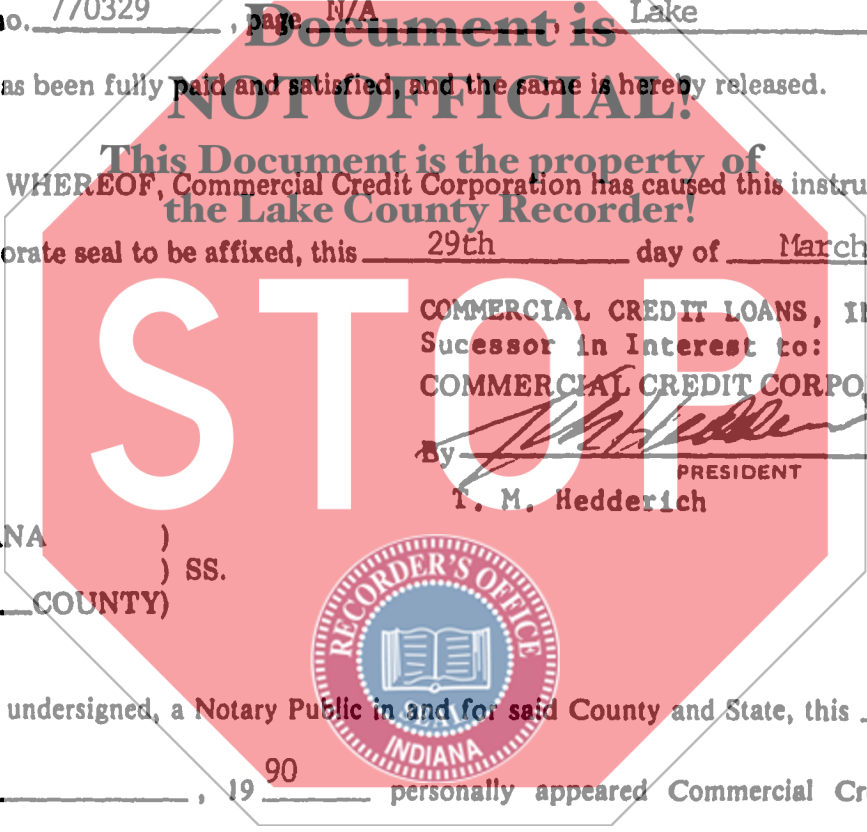 o. 770329 , page N/A , Lake
Document is
as been fully paid and satisfied, and the same is hereby released.
NOT OFFICIAL!
This Document is the property of
WHEREOF, Commercial Credit Corporation has caused this instru
the Lake County Recorder!
orate seal to be affixed, this 29th day of March
STOP
COMMERCIAL CREDIT LOANS, IN
Sucessor in Interest to:
COMMERCIAL CREDIT CORPO
By
PRESIDENT
T. M. Hedderich
NA )
) SS.
COUNTY)
RECORDER'S OFFICE
SEAL
INDIANA
undersigned, a Notary Public in and for said County and State, this
, 19 90 personally appeared Commercial Cr